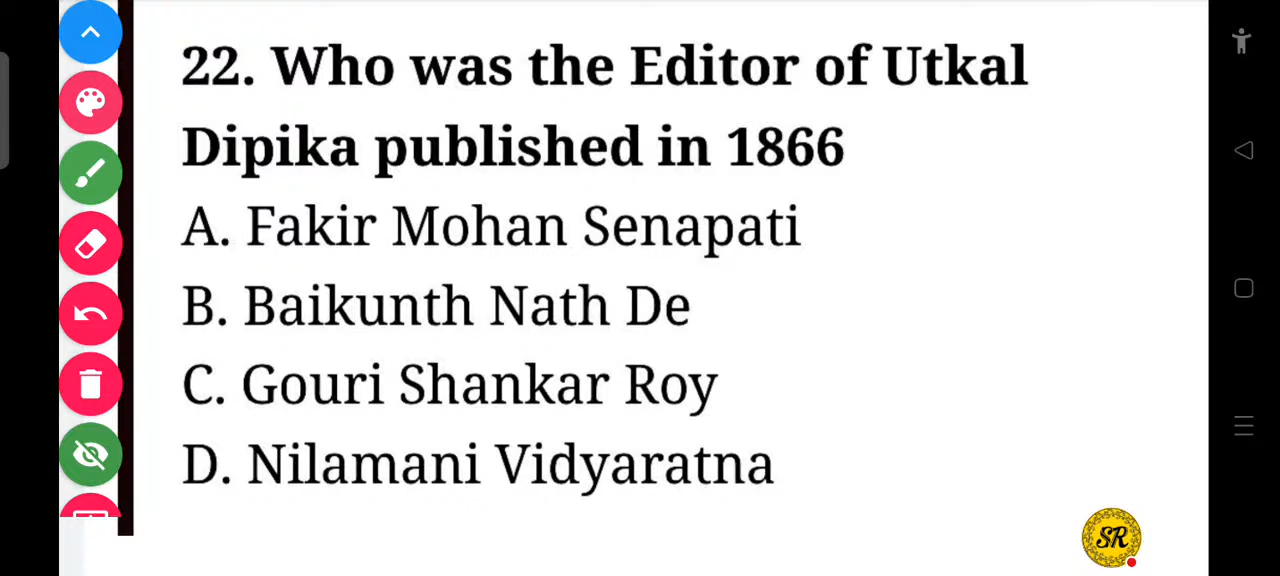 22. Who was the Editor of Utkal
Dipika published in 1866
A. Fakir Mohan Senapati
B. Baikunth Nath De
C. Gouri Shankar Roy
D. Nilamani Vidyaratna
SR